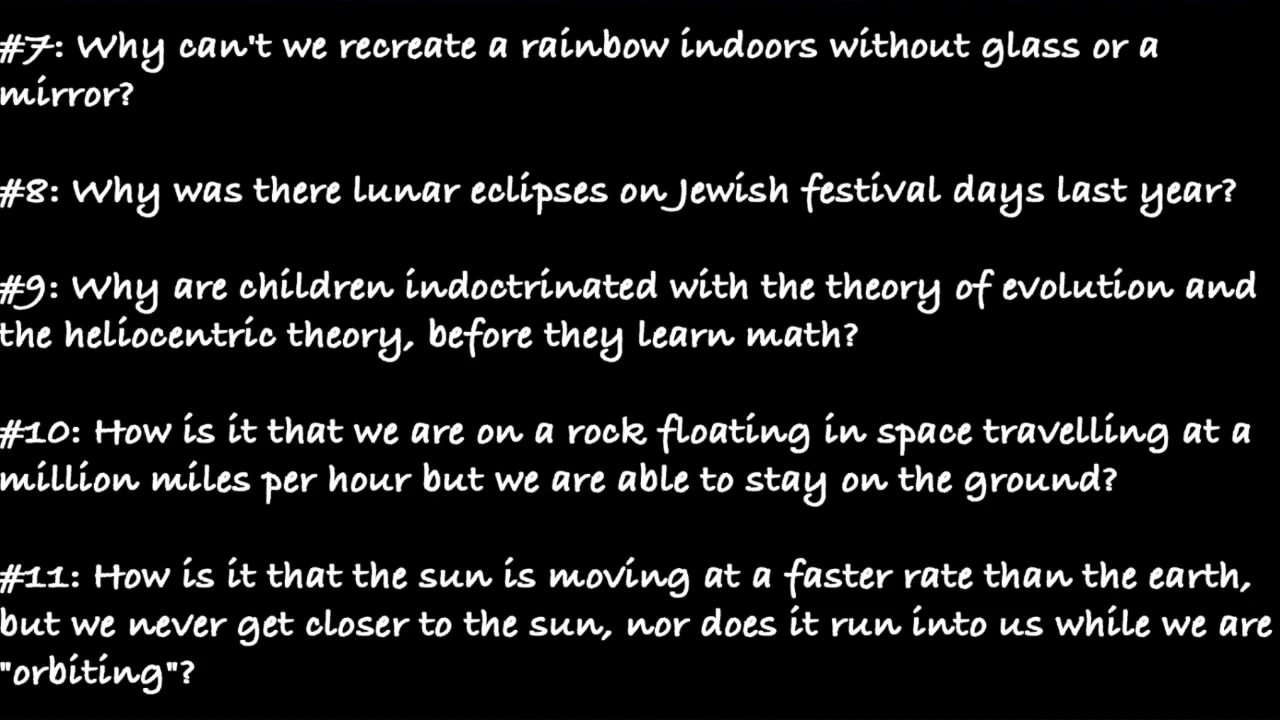 #7: Why can't we recreate a rainbow indoors without glass or a
mirror?
#8: Why was there lunar eclipses on Jewish festival days last year?
#9: Why are children indoctrinated with the theory of evolution and
the heliocentric theory, before they learn math?
#10: How is it that we are on a rock floating in space travelling at a
million miles per hour but we are able to stay on the ground?
#11: How is it that the sun is moving at a faster rate than the earth,
but we never get closer to the sun, nor does it run into us while we are
"orbiting"?